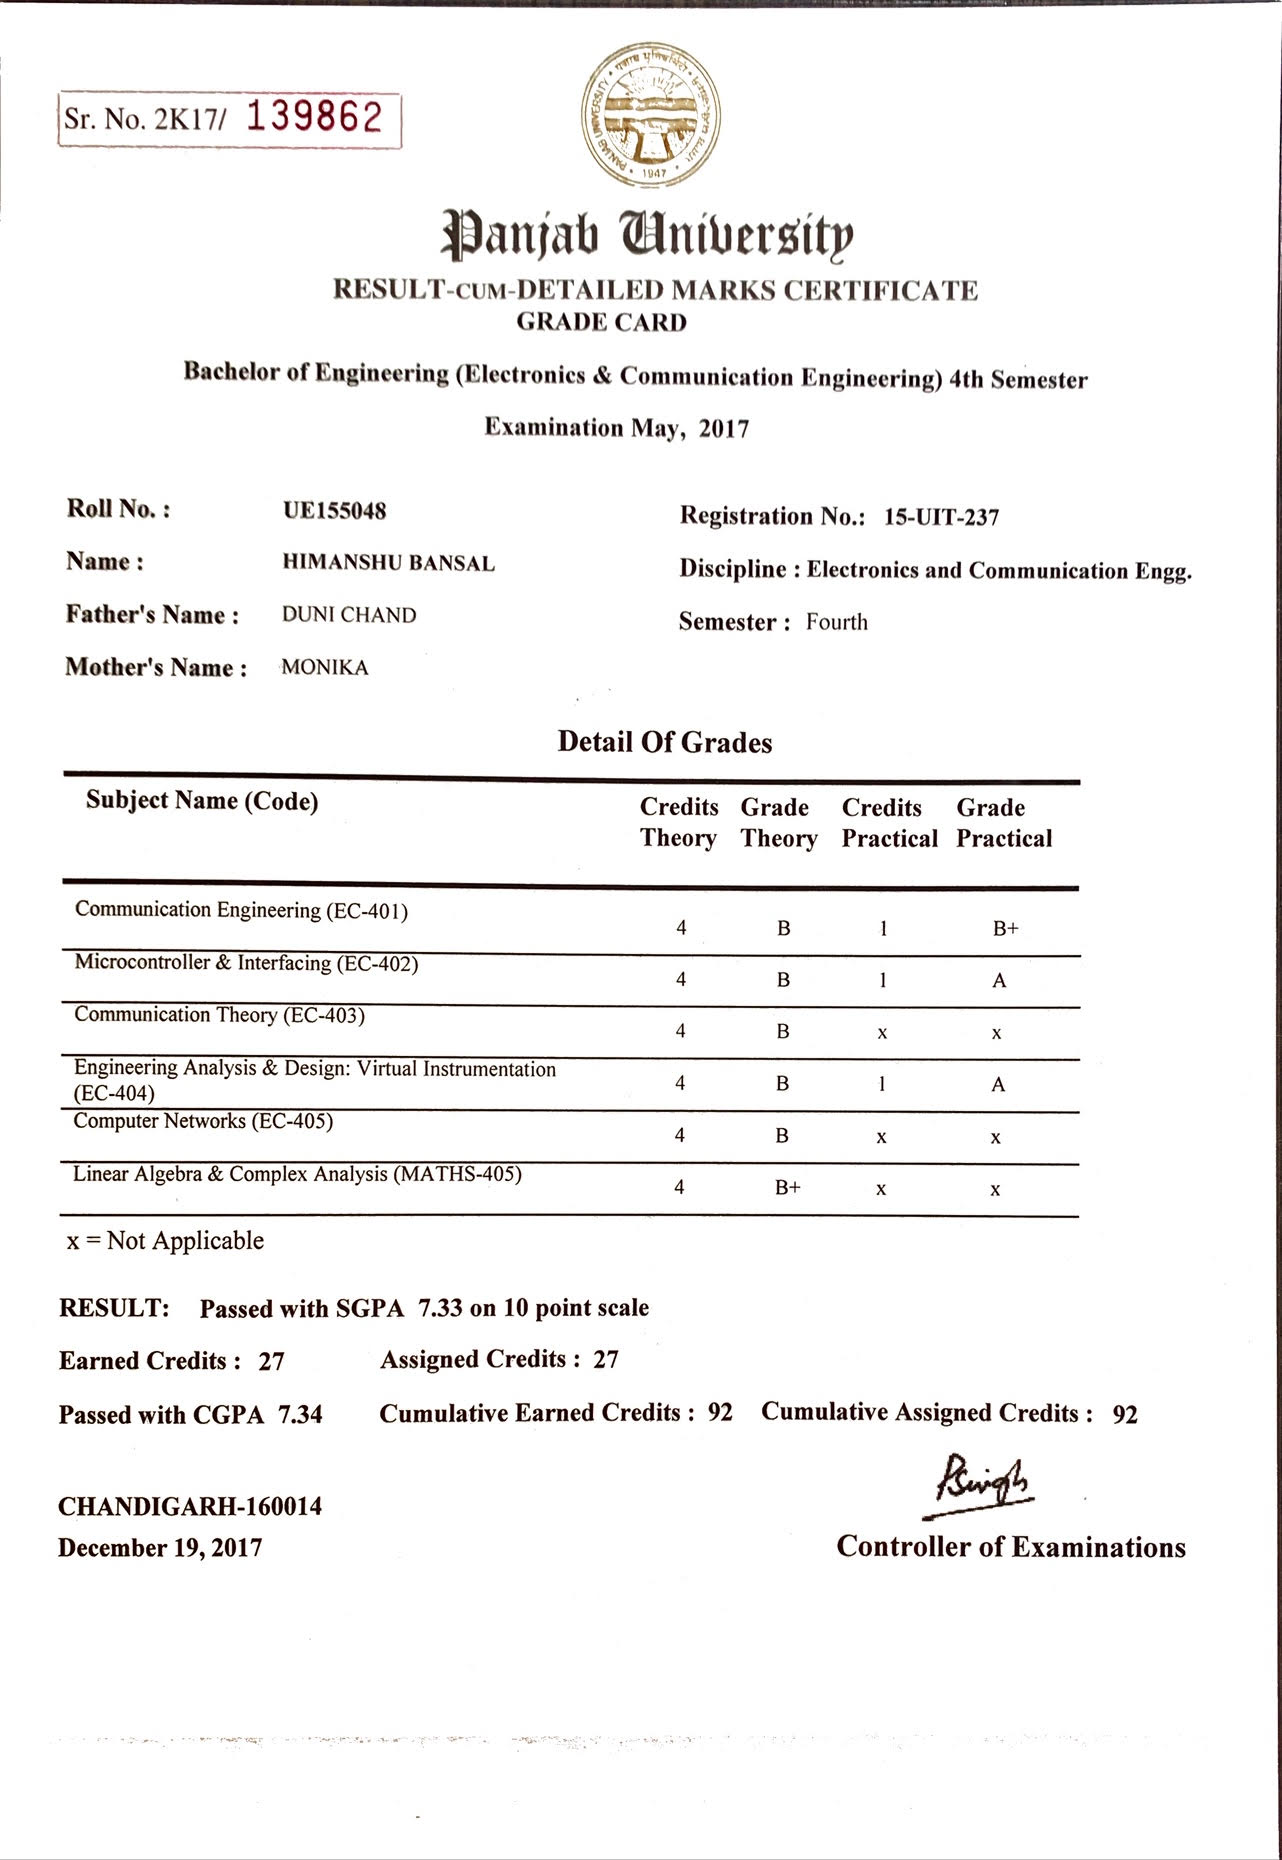 Sr. No. 2K17/ 139862
PANJAB UNIVERSITY
1947
Panjab University
RESULT-CUM-DETAILED MARKS CERTIFICATE
GRADE CARD
Bachelor of Engineering (Electronics & Communication Engineering) 4th Semester
Examination May, 2017
Roll No. : UE155048 Registration No.: 15-UIT-237
Name : HIMANSHU BANSAL Discipline : Electronics and Communication Engg.
Father's Name : DUNI CHAND Semester : Fourth
Mother's Name : MONIKA
Detail Of Grades
Subject Name (Code) Credits Grade Credits Grade
Theory Theory Practical Practical
Communication Engineering (EC-401) 4 B 1 B+
Microcontroller & Interfacing (EC-402) 4 B 1 A
Communication Theory (EC-403) 4 B x x
Engineering Analysis & Design: Virtual Instrumentation 4 B 1 A
(EC-404)
Computer Networks (EC-405) 4 B x x
Linear Algebra & Complex Analysis (MATHS-405) 4 B+ x x
x = Not Applicable
RESULT: Passed with SGPA 7.33 on 10 point scale
Earned Credits : 27 Assigned Credits : 27
Passed with CGPA 7.34 Cumulative Earned Credits : 92 Cumulative Assigned Credits : 92
PSingh
CHANDIGARH-160014
December 19, 2017 Controller of Examinations